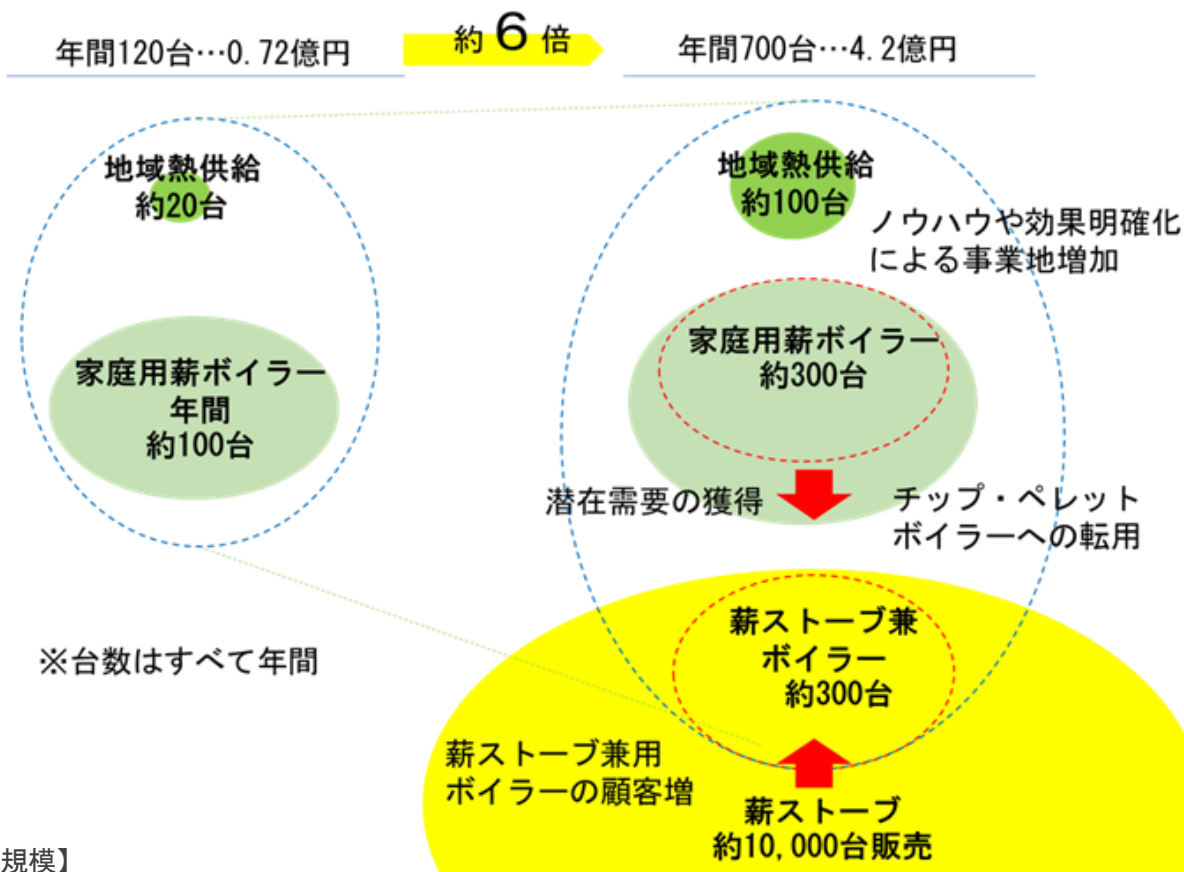 年間120台…0.72億円
約6倍
年間700台…4.2億円
地域熱供給
約20台
家庭用薪ボイラー
年間
約100台
※台数はすべて年間
地域熱供給
約100台
ノウハウや効果明確化
による事業地増加
家庭用薪ボイラー
約300台
潜在需要の獲得
チップ・ペレット
ボイラーへの転用
薪ストーブ兼
ボイラー
約300台
薪ストーブ兼用
ボイラーの顧客増
薪ストーブ
約10,000台販売
規模】